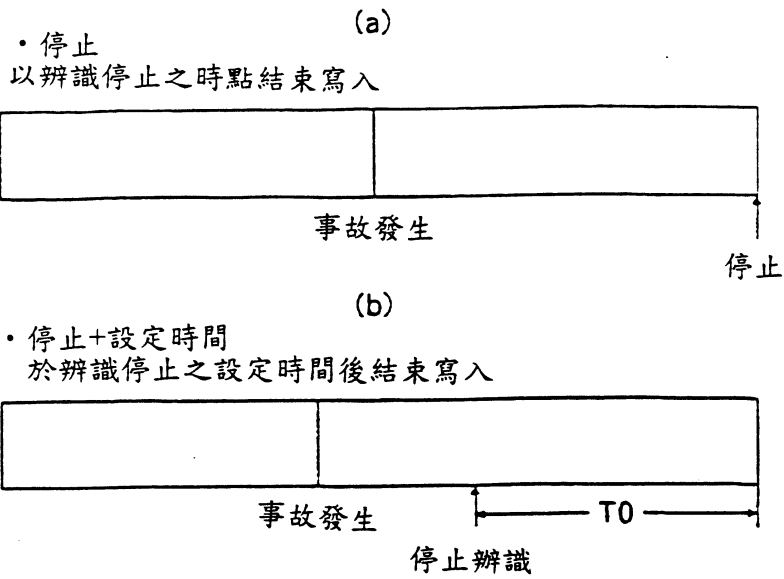 (a)
・停止
以辨識停止之時點結束寫入
事故發生
停止
(b)
・停止+設定時間
於辨識停止之設定時間後結束寫入
事故發生
T0
停止辨識